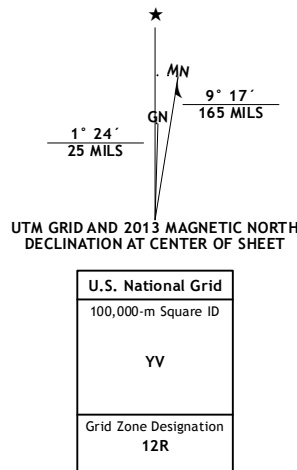 ★
MN
GN
9° 17´
165 MILS
1° 24´
25 MILS
UTM GRID AND 2013 MAGNETIC NORTH
DECLINATION AT CENTER OF SHEET
U.S. National Grid
100,000-m Square ID
YV
Grid Zone Designation
12R